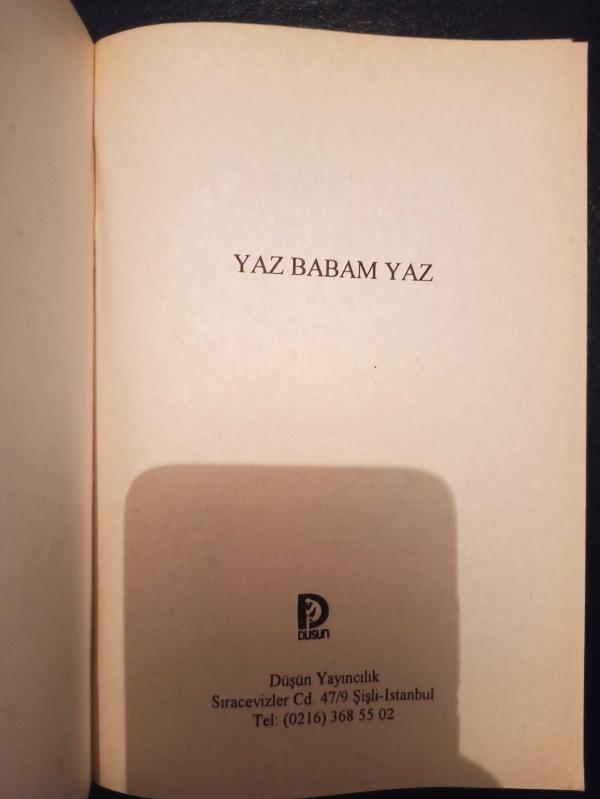 YAZ BABAM YAZ
DÜŞÜN
Düşün Yayıncılık
Sıracevizler Cd. 47/9 Şişli-Istanbul
Tel: (0216) 368 55 02